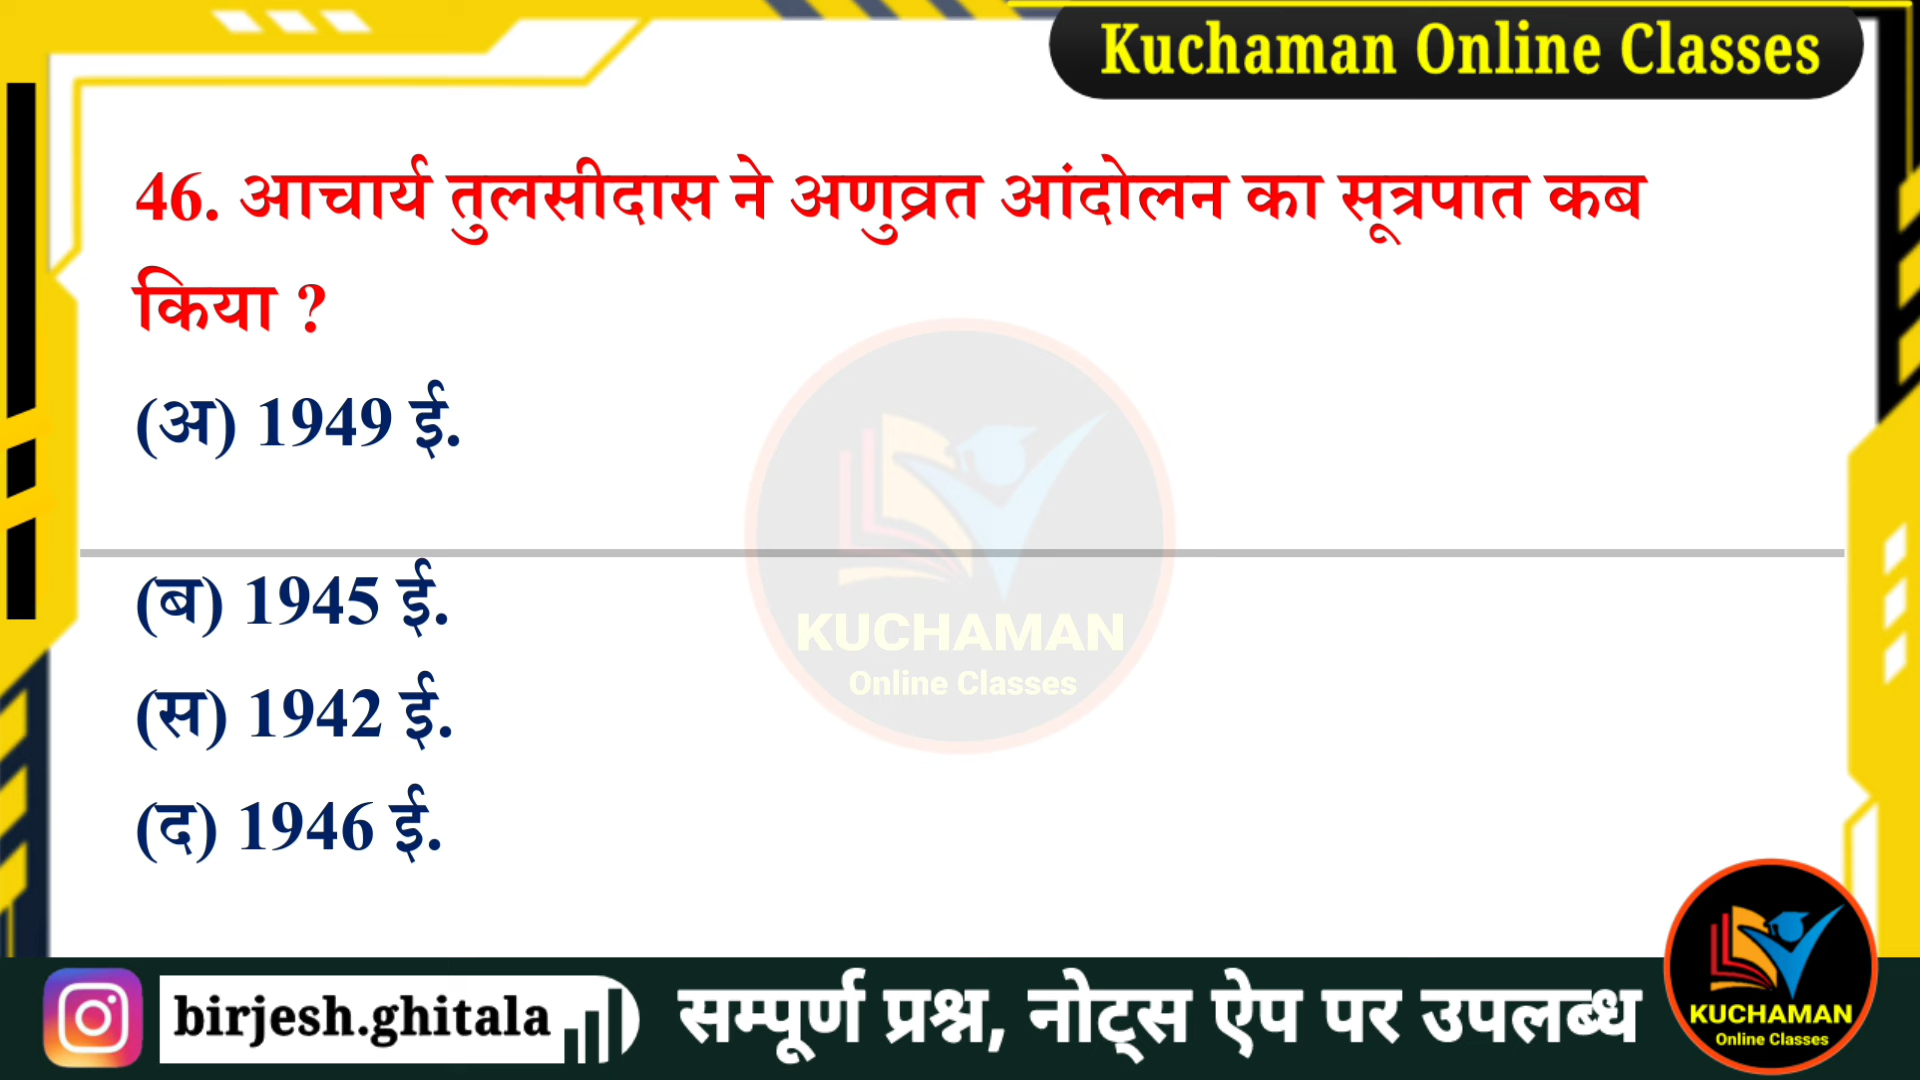 Kuchaman Online Classes
46. आचार्य तुलसीदास ने अणुव्रत आंदोलन का सूत्रपात कब
किया ?
(अ) 1949 ई.
(ब) 1945 ई.
(स) 1942 ई.
(द) 1946 ई.
KUCHAMAN
Online Classes
birjesh.ghitala
सम्पूर्ण प्रश्न, नोट्स ऐप पर उपलब्ध
KUCHAMAN
Online Classes